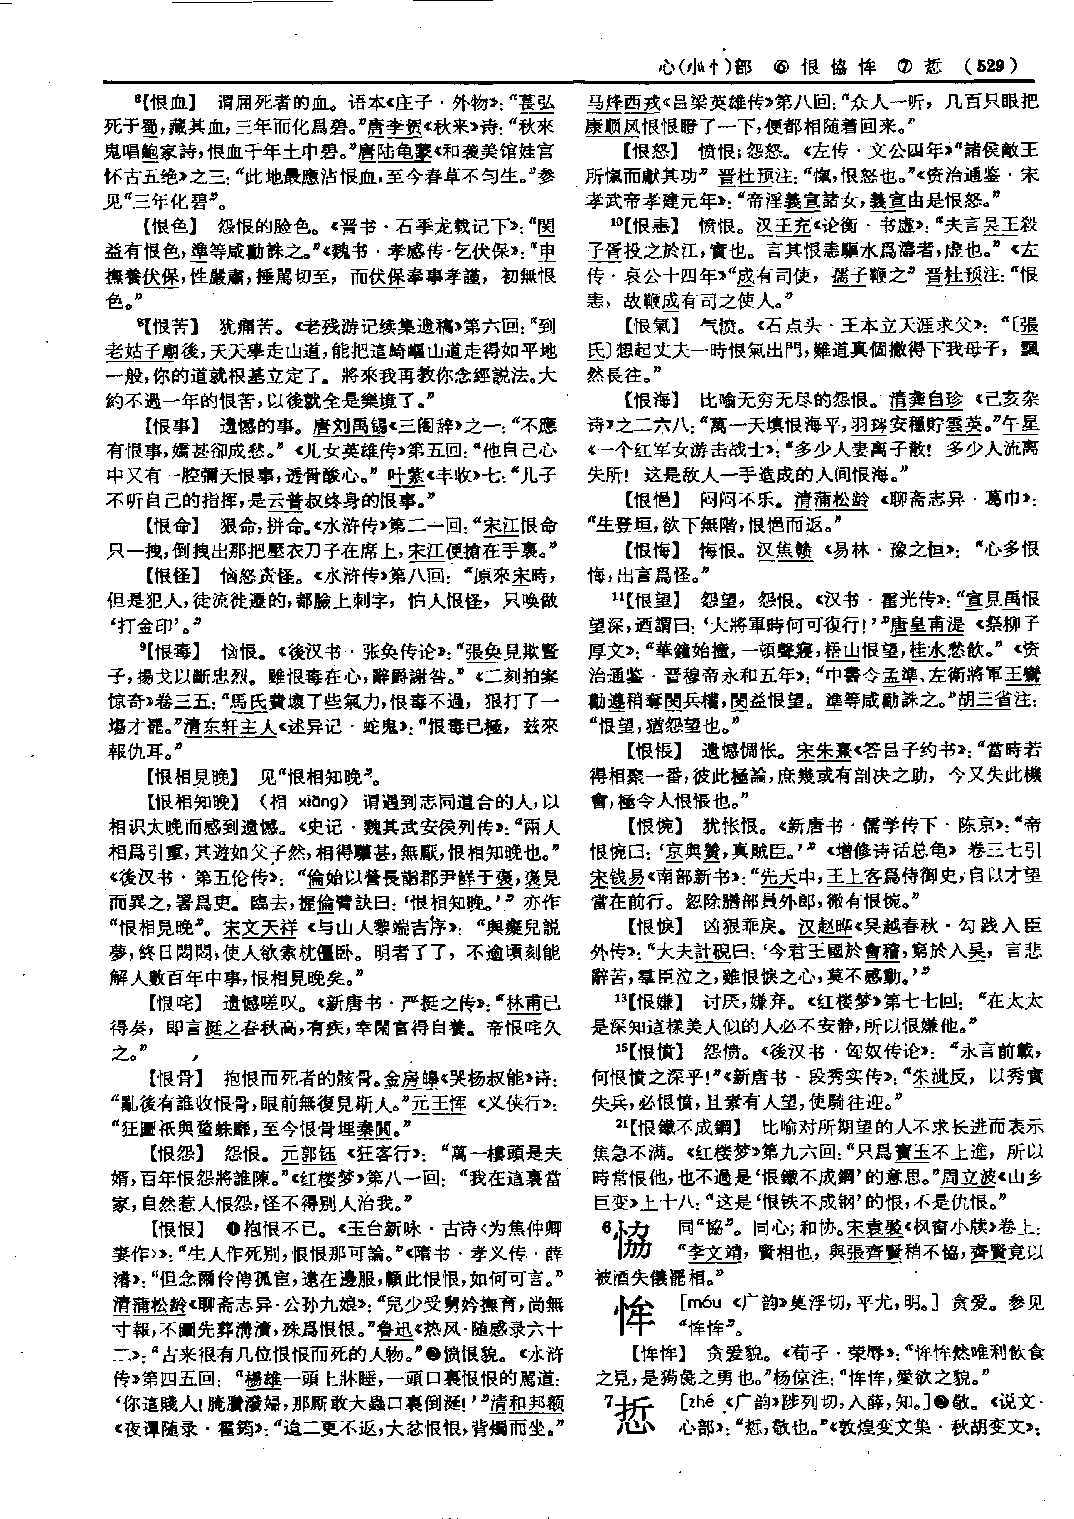 心(小忄)部 ⑥ 恨 恊 恈 ⑦ 悊 (529)
⁶【恨血】 谓屈死者的血。语本《庄子·外物》:“萇弘
死于蜀,藏其血,三年而化爲碧。”唐李贺《秋来》诗:“秋來
鬼唱鮑家詩,恨血千年土中碧。”唐陆龟蒙《和袭美馆娃宫
怀古五绝》之三:“此地最應沾恨血,至今春草不匀生。”参
见“三年化碧”。
【恨色】 怨恨的脸色。《晋书·石季龙载记下》:“閔
益有恨色,準等咸勸誅之。”《魏书·孝感传·乞伏保》:“申
撫養伏保,性嚴肅,捶罵切至,而伏保奉事孝謹,初無恨
色。”
⁸【恨苦】 犹痛苦。《老残游记续集遗稿》第六回:“到
老姑子廟後,天天學走山道,能把這崎嶇山道走得如平地
一般,你的道就根基立定了。將來我再教你念經説法。大
約不過一年的恨苦,以後就全是樂境了。”
【恨事】 遗憾的事。唐刘禹锡《三阁辞》之一:“不應
有恨事,嬌甚卻成愁。”《儿女英雄传》第五回:“他自己心
中又有一腔彌天恨事,透骨酸心。”叶紫《丰收》七:“儿子
不听自己的指挥,是云普叔终身的恨事。”
【恨命】 狠命,拼命。《水浒传》第二一回:“宋江恨命
只一拽,倒拽出那把壓衣刀子在席上,宋江便搶在手裏。”
【恨怪】 恼怒责怪。《水浒传》第八回:“原來宋時,
但是犯人,徒流徙遷的,都臉上刺字,怕人恨怪,只唤做
‘打金印’。”
⁹【恨毒】 恼恨。《後汉书·张奂传论》:“張奂見欺豎
子,揚戈以斷忠烈。雖恨毒在心,辭爵謝咎。”《二刻拍案
惊奇》卷三五:“馬氏費壞了些氣力,恨毒不過,狠打了一
場才罷。”清东轩主人《述异记·蛇鬼》:“恨毒已極,兹來
報仇耳。”
【恨相見晚】 见“恨相知晚”。
【恨相知晚】 (相 xiāng) 谓遇到志同道合的人,以
相识太晚而感到遗憾。《史记·魏其武安侯列传》:“兩人
相爲引重,其遊如父子然,相得驩甚,無厭,恨相知晚也。”
《後汉书·第五伦传》:“倫始以營長詣郡尹鮮于褒,褒見
而異之,署爲吏。臨去,握倫臂訣曰:‘恨相知晚。’”亦作
“恨相見晚”。宋文天祥《与山人黎端吉序》:“與癡兒説
夢,終日悶悶,使人欲索枕僵卧。明者了了,不逾頃刻能
解人數百年中事,恨相見晚矣。”
【恨咤】 遗憾嗟叹。《新唐书·严挺之传》:“林甫已
得矣,即言挺之春秋高,有疾,幸閑官得自養。帝恨咤久
之。”
【恨骨】 抱恨而死者的骸骨。金房皞《哭杨叔能》诗:
“亂後有誰收恨骨,眼前無復見斯人。”元王恽《义侠行》:
“狂圖祇與螫蛛靡,至今恨骨埋秦關。”
【恨怨】 怨恨。元郭钰《狂客行》:“萬一樓頭是夫
婿,百年恨怨將誰陳。”《红楼梦》第八一回:“我在這裏當
家,自然惹人恨怨,怪不得别人治我。”
【恨恨】 ❶抱恨不已。《玉台新咏·古诗〈为焦仲卿
妻作〉》:“生人作死别,恨恨那可論。”《隋书·孝义传·薛
濬》:“但念爾伶俜孤宦,遠在邊服,顧此恨恨,如何可言。”
清蒲松龄《聊斋志异·公孙九娘》:“兒少受舅妗撫育,尚無
寸報,不圖先葬溝瀆,殊爲恨恨。”鲁迅《热风·随感录六十
二》:“古来很有几位恨恨而死的人物。”❷愤恨貌。《水浒
传》第四五回:“楊雄一頭上牀睡,一頭口裏恨恨的罵道:
‘你這賤人!腌臢潑婦,那厮敢大蟲口裏倒涎!’”清和邦额
《夜谭随录·霍筠》:“迨二更不返,大忿恨恨,背燭而坐。”
马烽西戎《吕梁英雄传》第八回:“众人一听,几百只眼把
康顺风恨恨瞪了一下,便都相随着回来。”
【恨怒】 愤恨;怨怒。《左传·文公四年》“諸侯敵王
所愾而獻其功”晋杜预注:“愾,恨怒也。”《资治通鉴·宋
孝武帝孝建元年》:“帝淫義宣諸女,義宣由是恨怒。”
¹⁰【恨恚】 愤恨。汉王充《论衡·书虚》:“夫言吴王殺
子胥投之於江,實也。言其恨恚驅水爲濤者,虚也。”《左
传·哀公十四年》“成有司使,孺子鞭之”晋杜预注:“恨
恚,故鞭成有司之使人。”
【恨氣】 气愤。《石点头·王本立天涯求父》:“[張
氏]想起丈夫一時恨氣出門,難道真個撇得下我母子,飄
然長往。”
【恨海】 比喻无穷无尽的怨恨。清龚自珍《己亥杂
诗》之二六八:“萬一天填恨海平,羽琌安穩貯雲英。”午星
《一个红军女游击战士》:“多少人妻离子散!多少人流离
失所!这是敌人一手造成的人间恨海。”
【恨悒】 闷闷不乐。清蒲松龄《聊斋志异·葛巾》:
“生登垣,欲下無階,恨悒而返。”
【恨悔】 悔恨。汉焦赣《易林·豫之恒》:“心多恨
悔,出言爲怪。”
¹¹【恨望】 怨望,怨恨。《汉书·霍光传》:“宣見禹恨
望深,迺謂曰:‘大將軍時何可復行!’”唐皇甫湜《祭柳子
厚文》:“華鐘始撞,一頓聲寢,梧山恨望,桂水愁飲。”《资
治通鉴·晋穆帝永和五年》:“中書令孟準、左衛將軍王鸞
勸遵稍奪閔兵權,閔益恨望。準等咸勸誅之。”胡三省注:
“恨望,猶怨望也。”
【恨悵】 遗憾惆怅。宋朱熹《答吕子约书》:“當時若
得相聚一番,彼此極論,庶幾或有剖决之助,今又失此機
會,極令人恨悵也。”
【恨惋】 犹怅恨。《新唐书·儒学传下·陈京》:“帝
恨惋曰:‘京與贊,真賊臣。’”《增修诗话总龟》卷三七引
宋钱易《南部新书》:“先天中,王上客爲侍御史,自以才望
當在前行。忽除膳部員外郎,微有恨惋。”
【恨悷】 凶狠乖戾。汉赵晔《吴越春秋·勾践入臣
外传》:“大夫計硯曰:‘今君王國於會稽,窮於入吴,言悲
辭苦,羣臣泣之,雖恨悷之心,莫不感動。’”
¹³【恨嫌】 讨厌,嫌弃。《红楼梦》第七七回:“在太太
是深知這樣美人似的人必不安静,所以恨嫌他。”
¹⁵【恨憤】 怨愤。《後汉书·匈奴传论》:“永言前載,
何恨憤之深乎!”《新唐书·段秀实传》:“朱泚反,以秀實
失兵,必恨憤,且素有人望,使騎往迎。”
²¹【恨鐵不成鋼】 比喻对所期望的人不求长进而表示
焦急不满。《红楼梦》第九六回:“只爲寶玉不上進,所以
時常恨他,也不過是‘恨鐵不成鋼’的意思。”周立波《山乡
巨变》上十八:“这是‘恨铁不成钢’的恨,不是仇恨。”
⁶恊 同“協”。同心;和协。宋袁褧《枫窗小牍》卷上:
“李文靖,賢相也,與張齊賢稍不恊,齊賢竟以
被酒失儀罷相。”
恈 [móu 《广韵》莫浮切,平尤,明。] 贪爱。参见
“恈恈”。
【恈恈】 贪爱貌。《荀子·荣辱》:“恈恈然唯利飲食
之見,是狗彘之勇也。”杨倞注:“恈恈,愛欲之貌。”
⁷悊 [zhé 《广韵》陟列切,入薛,知。]❶敬。《说文·
心部》:“悊,敬也。”《敦煌变文集·秋胡变文》: